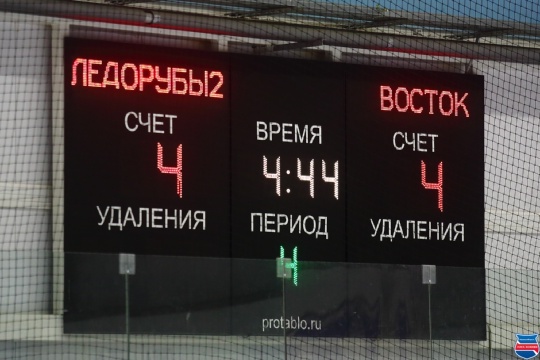 ЛЕДОРУБЫ2
ВОСТОК
СЧЕТ
ВРЕМЯ
СЧЕТ
4
4:44
4
УДАЛЕНИЯ
ПЕРИОД
УДАЛЕНИЯ
4
protablo.ru